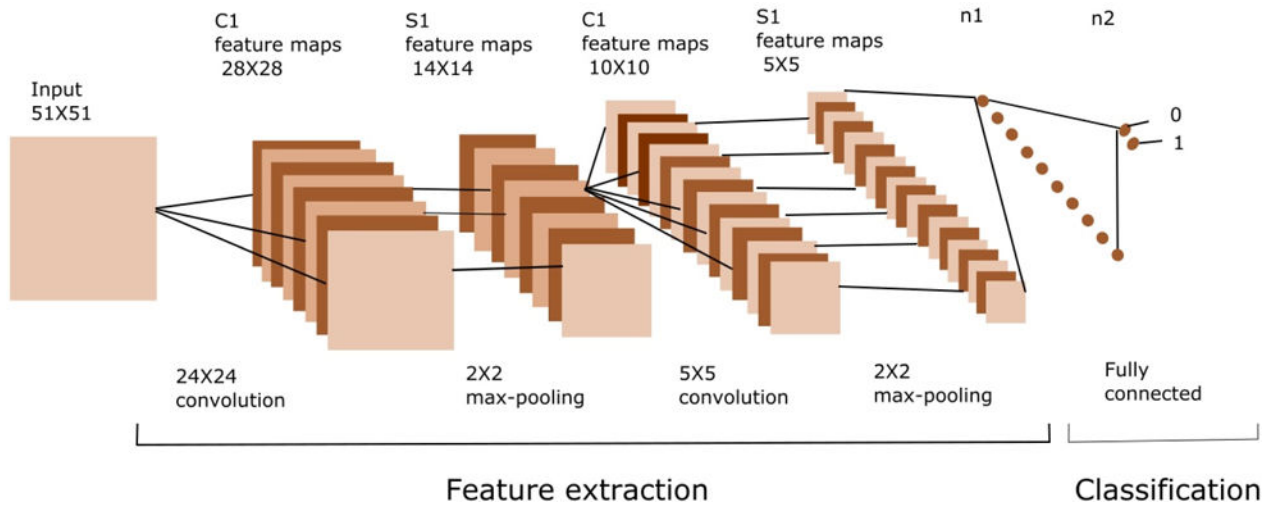 Input
51X51
C1
feature maps
28X28
S1
feature maps
14X14
C1
feature maps
10X10
S1
feature maps
5X5
n1
n2
0
1
24X24
convolution
2X2
max-pooling
5X5
convolution
2X2
max-pooling
Fully
connected
Feature extraction
Classification